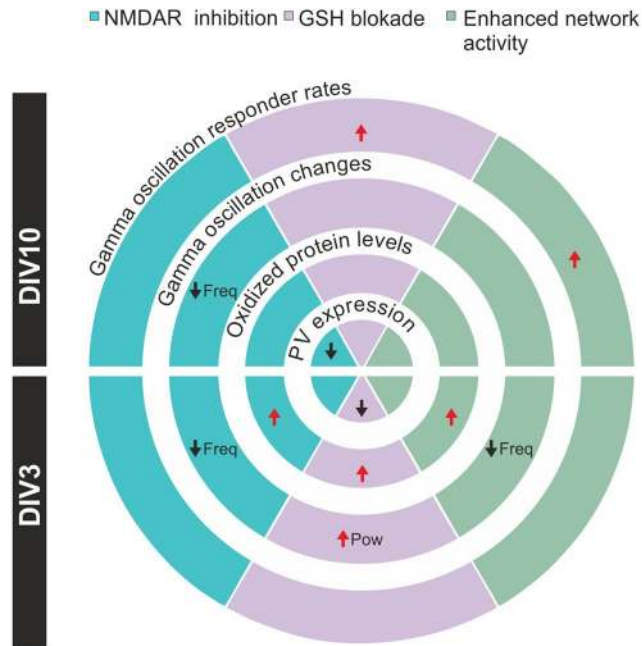 NMDAR inhibition GSH blokade Enhanced network
activity
DIV10
Gamma oscillation responder rates
Gamma oscillation changes
Oxidized protein levels
PV expression
↑
↑
↓Freq
↓
DIV3
↓
↑
↑
↓Freq
↓Freq
↑
↑Pow